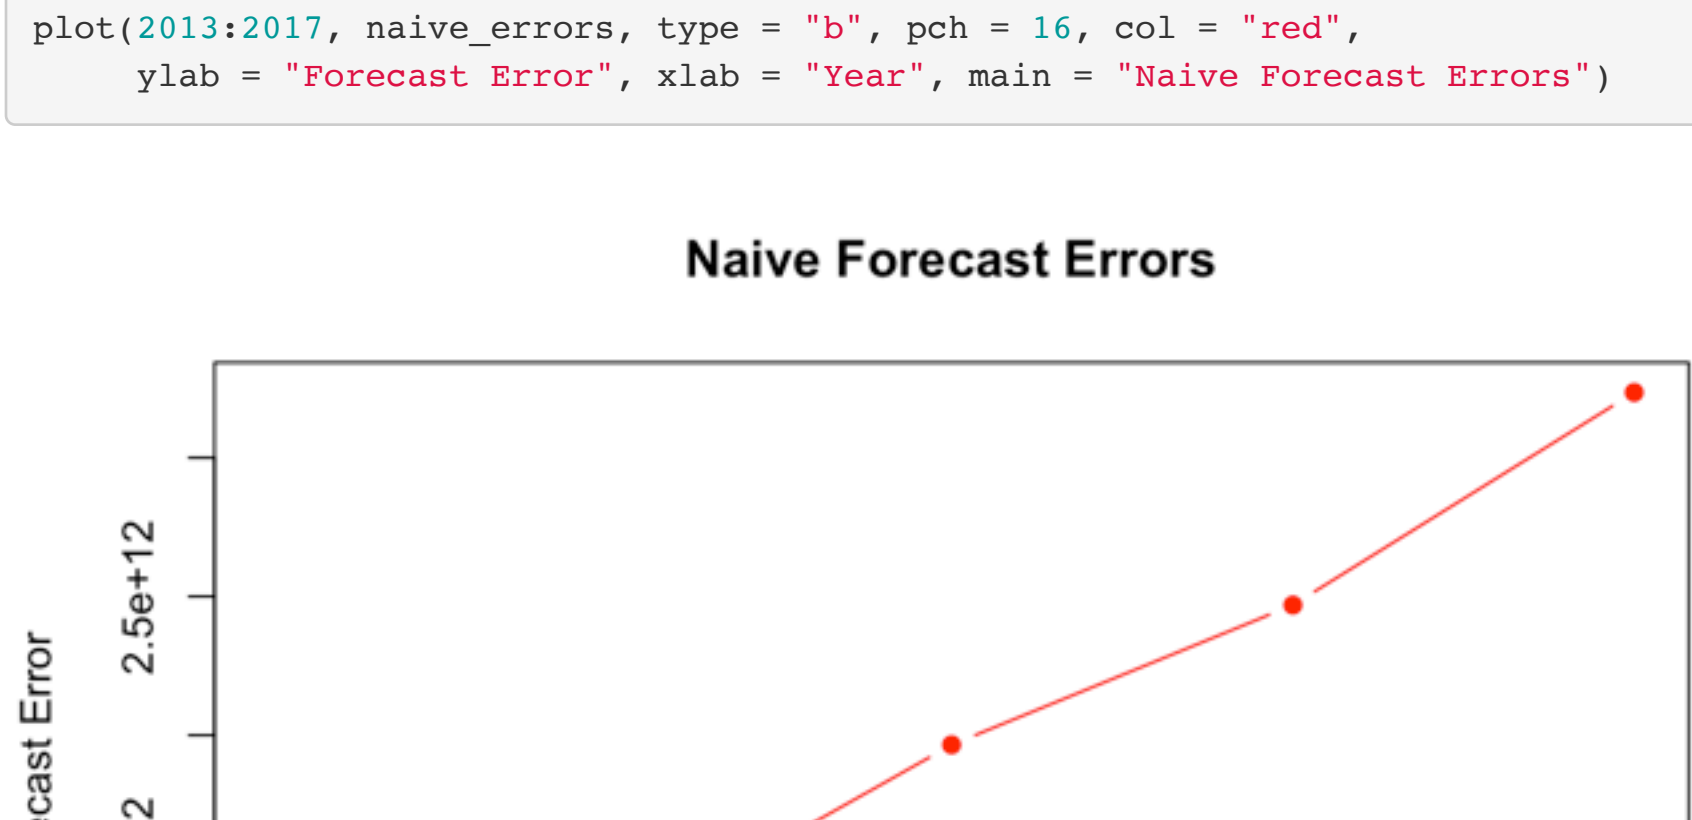 plot(2013:2017, naive_errors, type = "b", pch = 16, col = "red",
     ylab = "Forecast Error", xlab = "Year", main = "Naive Forecast Errors")
Naive Forecast Errors
2.5e+12
Error